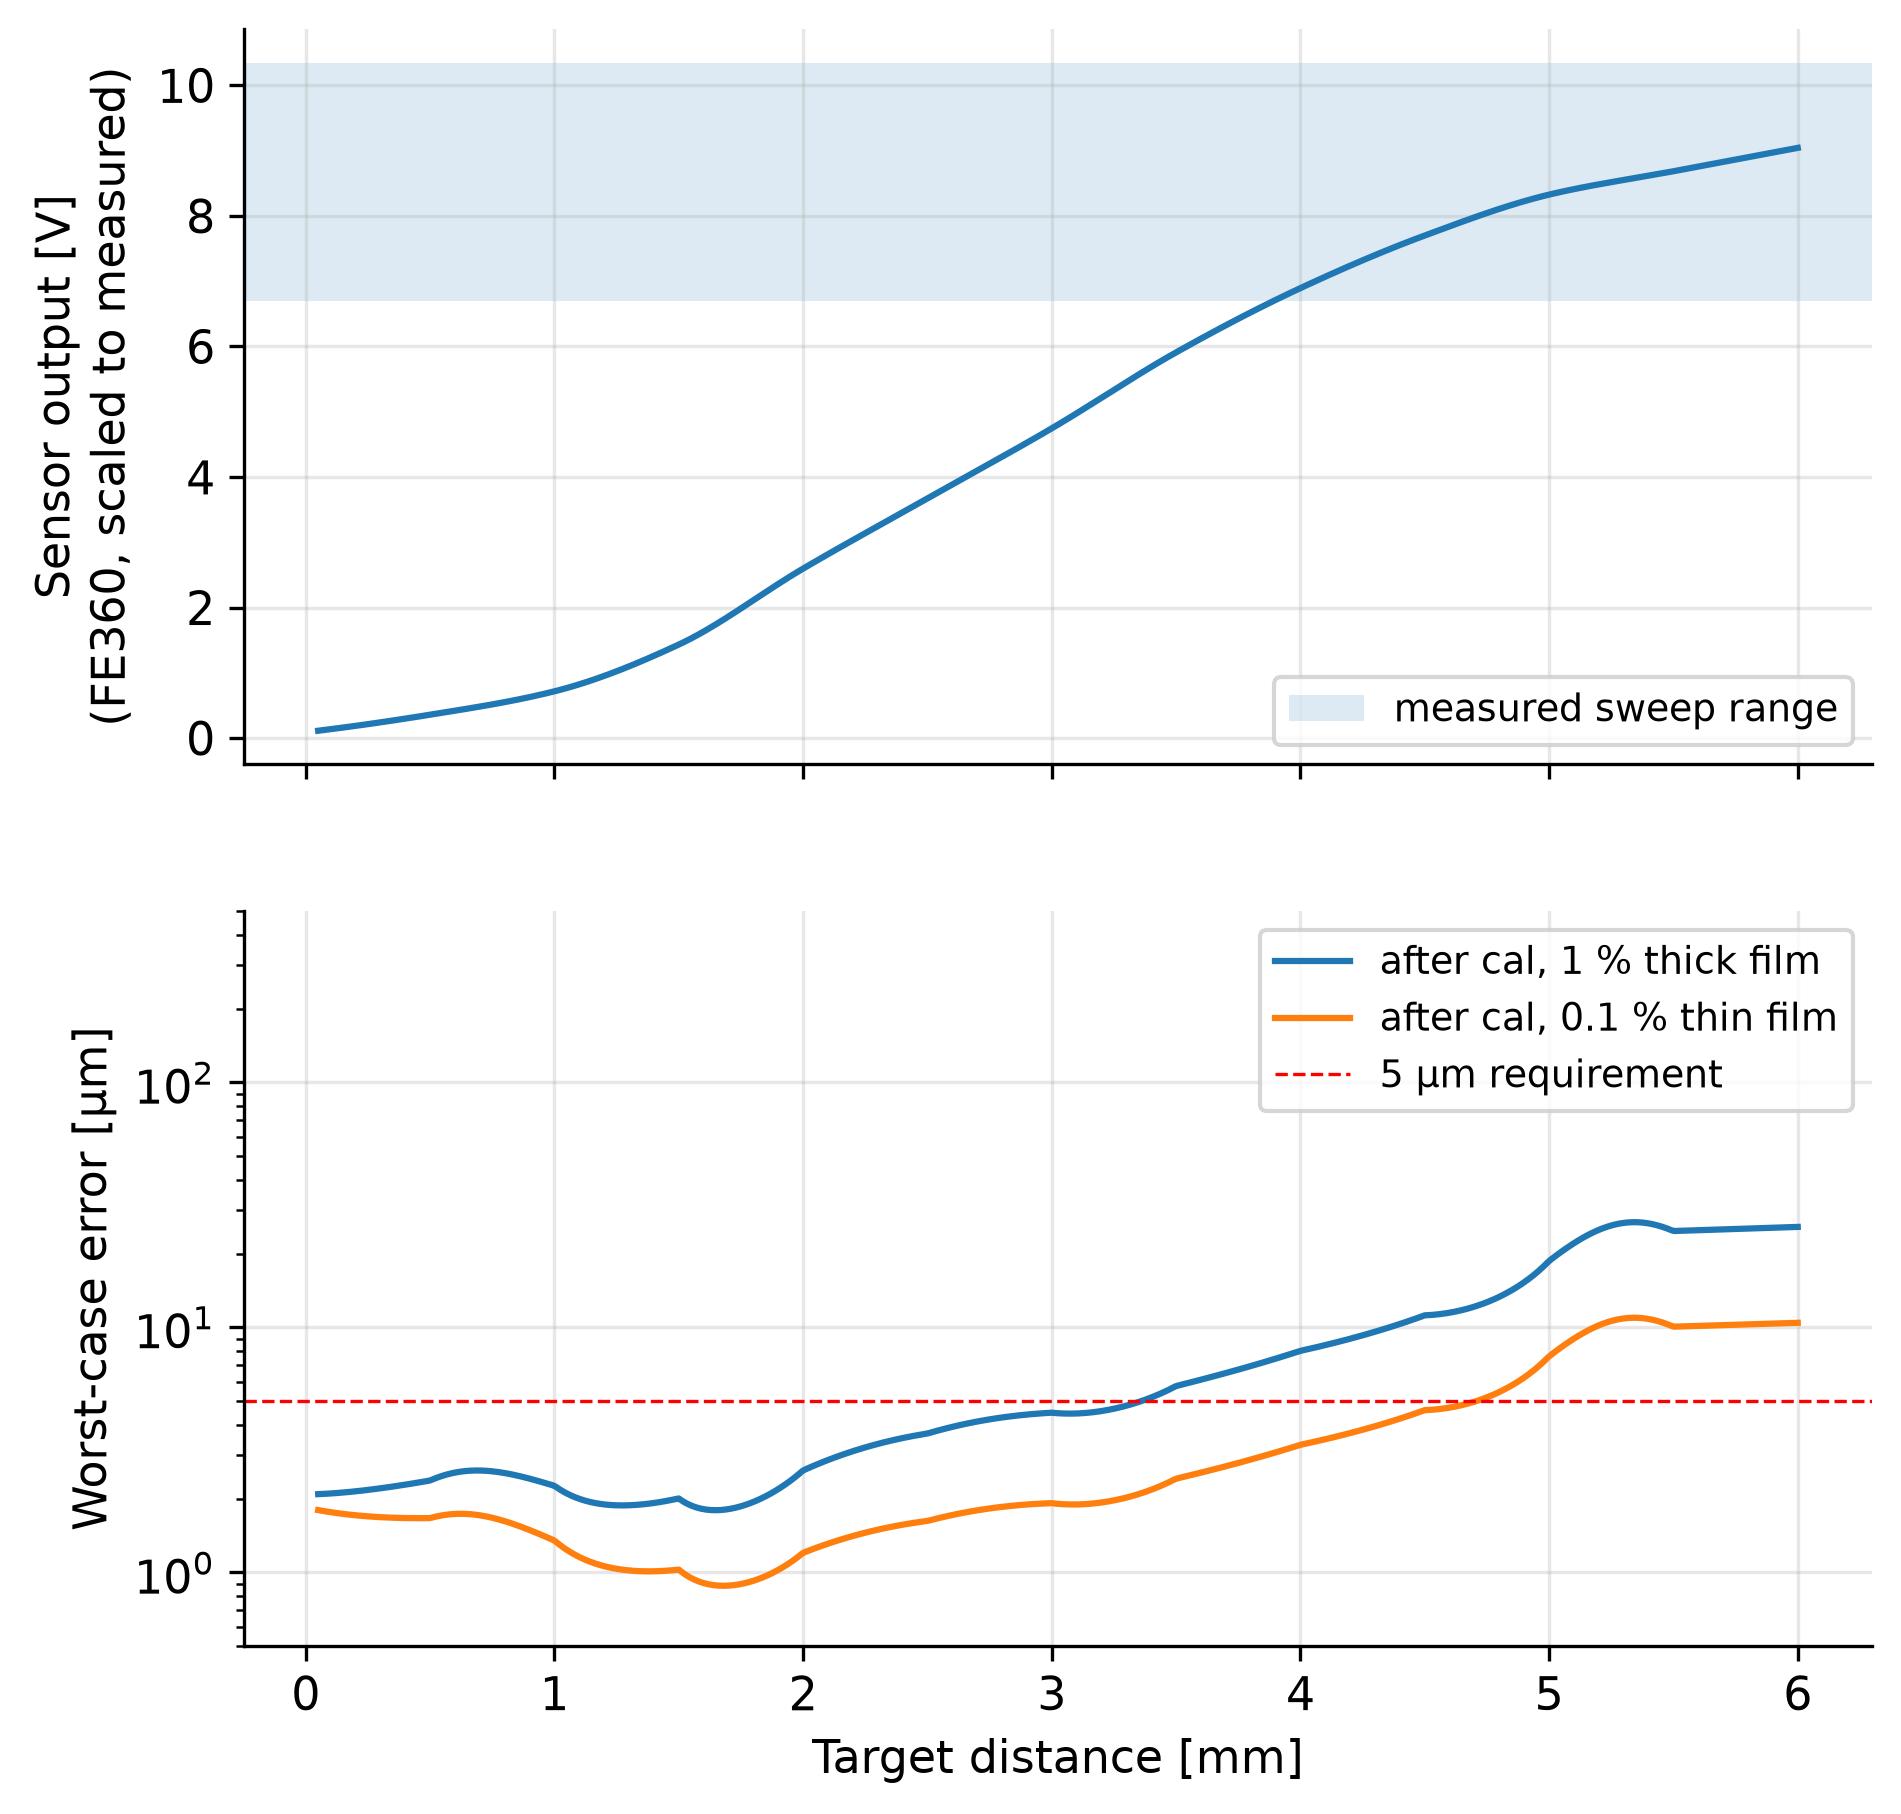 Sensor output [V]
(FE360, scaled to measured)
10
8
6
4
2
0
measured sweep range
Worst-case error [µm]
10²
10¹
10⁰
after cal, 1 % thick film
after cal, 0.1 % thin film
5 µm requirement
0 1 2 3 4 5 6
Target distance [mm]